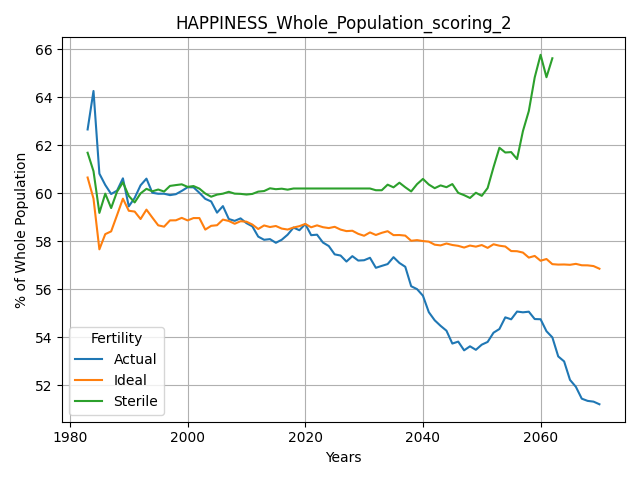 HAPPINESS_Whole_Population_scoring_2
% of Whole Population
66
64
62
60
58
56
54
52
Fertility
Actual
Ideal
Sterile
1980
2000
2020
2040
2060
Years